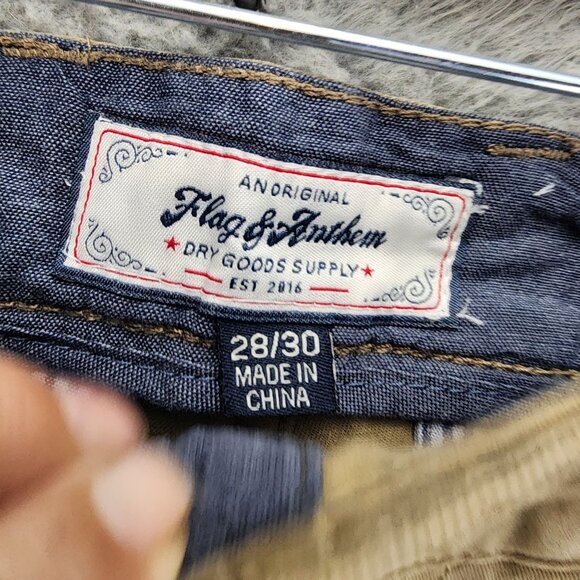 AN ORIGINAL
Flag & Anthem
DRY GOODS SUPPLY
EST 2016
28/30
MADE IN
CHINA